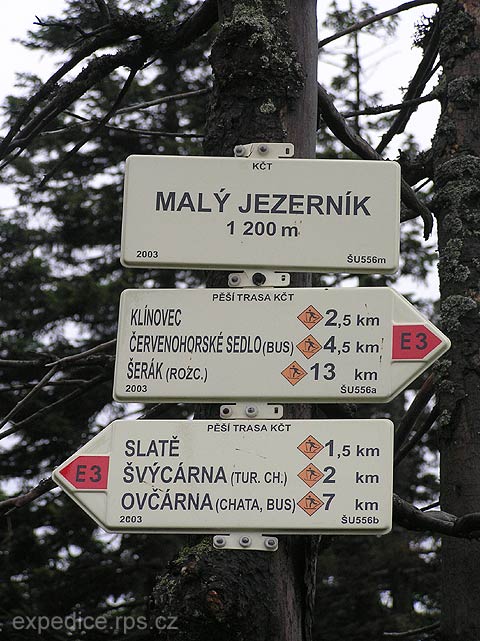 KČT
MALÝ JEZERNÍK
1 200 m
2003 ŠU556m
PĚŠÍ TRASA KČT
KLÍNOVEC 2,5 km
ČERVENOHORSKÉ SEDLO (BUS) 4,5 km
ŠERÁK (ROZC.) 13 km
E3
2003 ŠU556a
PĚŠÍ TRASA KČT
SLATĚ 1,5 km
E3 ŠVÝCÁRNA (TUR. CH.) 2 km
OVČÁRNA (CHATA, BUS) 7 km
2003 ŠU556b
expedice.rps.cz